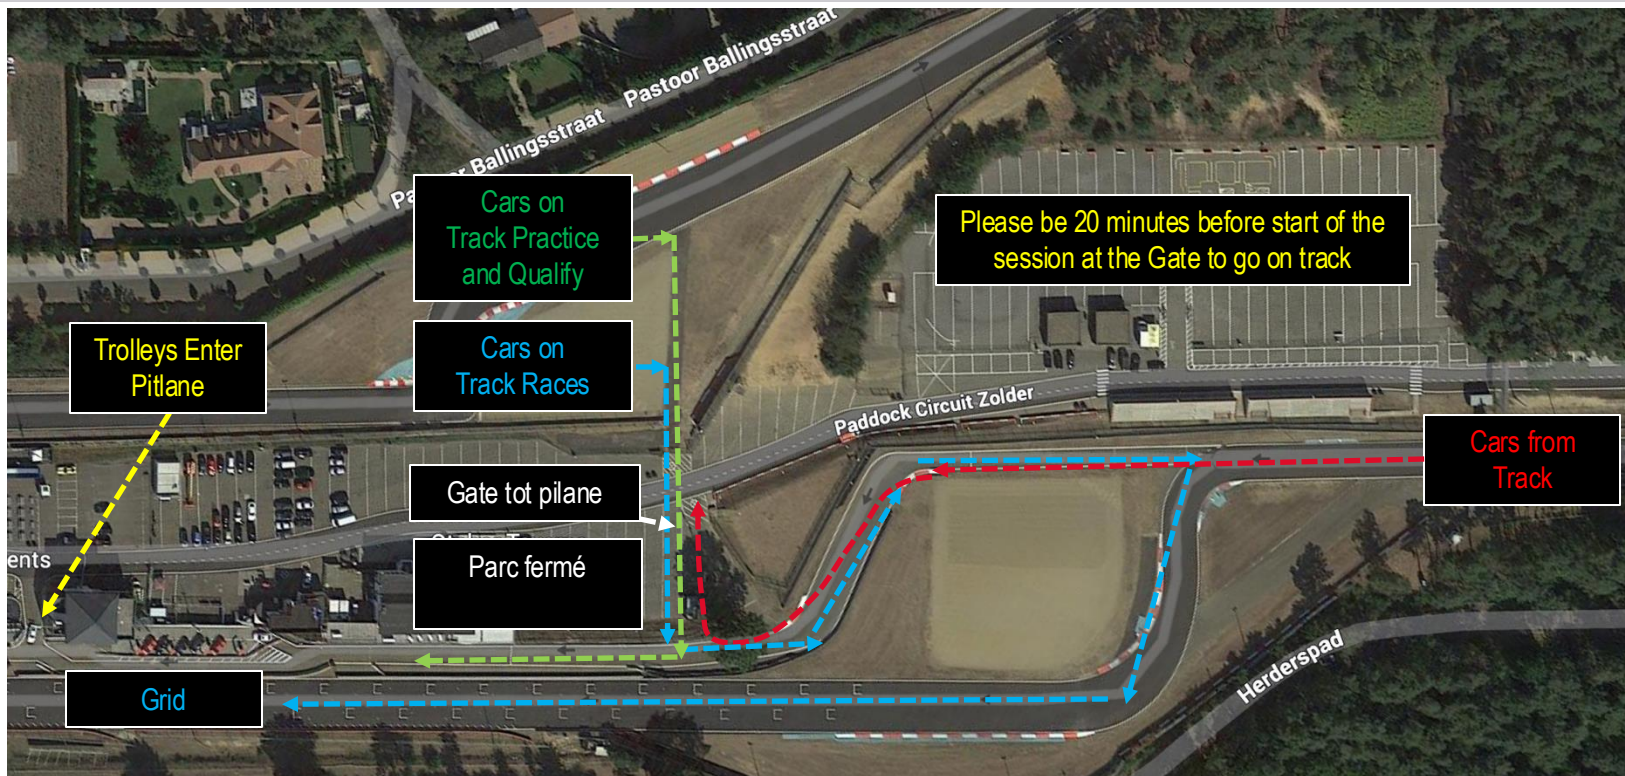 Pastoor Ballingsstraat
Ballingsstraat
Cars on
Track Practice
and Qualify
Please be 20 minutes before start of the
session at the Gate to go on track
Trolleys Enter
Pitlane
Cars on
Track Races
Paddock Circuit Zolder
Cars from
Track
Gate tot pilane
ents
Parc fermé
Herderspad
Grid